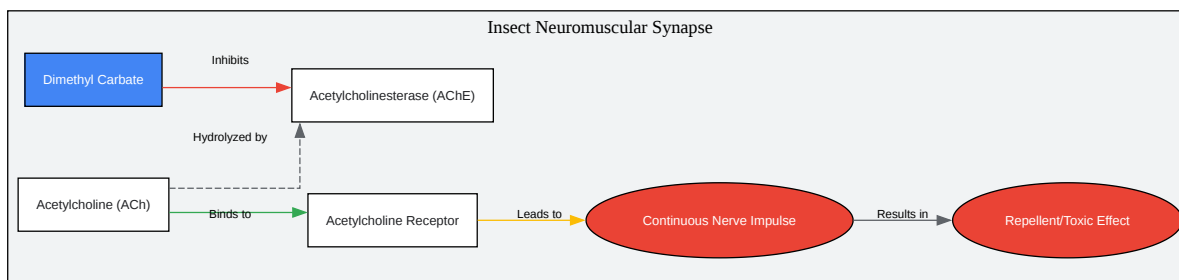 Insect Neuromuscular Synapse
Dimethyl Carbate
Inhibits
Acetylcholinesterase (AChE)
Hydrolyzed by
Acetylcholine (ACh)
Binds to
Acetylcholine Receptor
Leads to
Continuous Nerve Impulse
Results in
Repellent/Toxic Effect